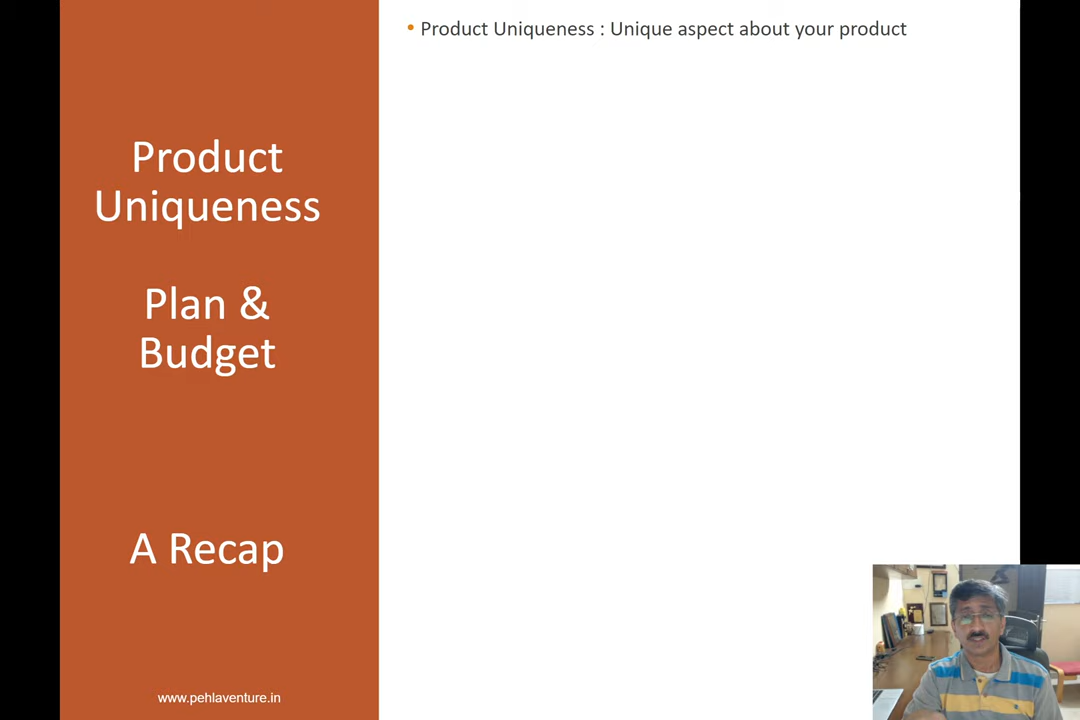 Product
Uniqueness
Plan &
Budget
A Recap
www.pehlaventure.in
• Product Uniqueness : Unique aspect about your product